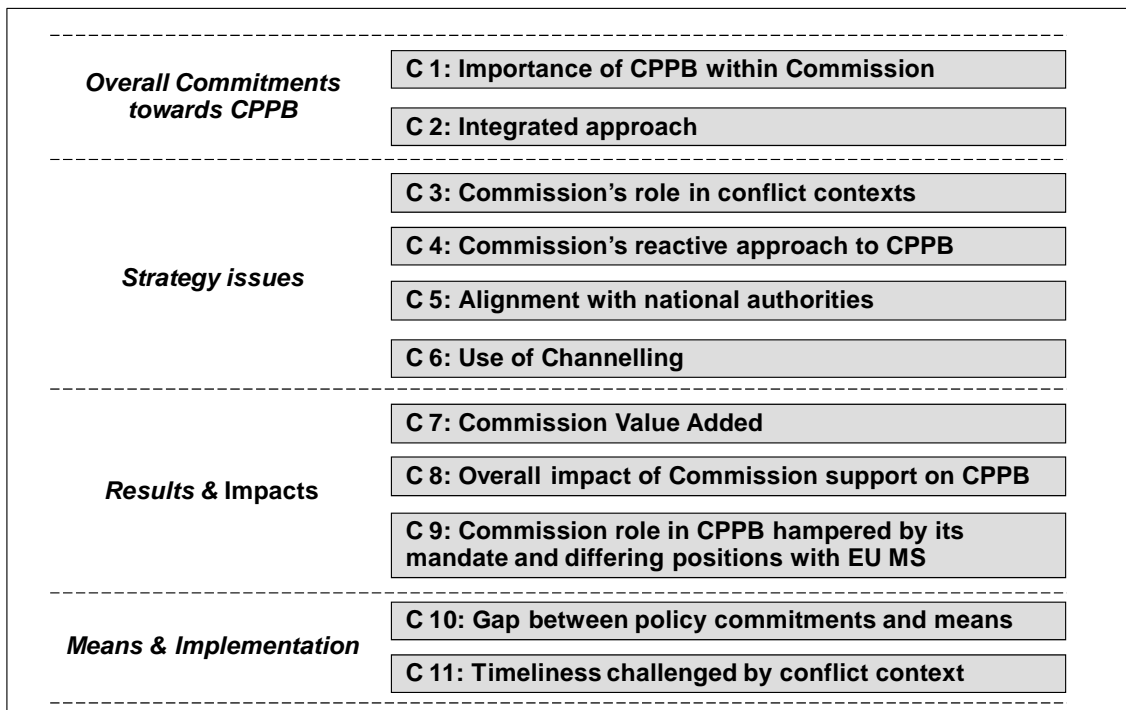 Overall Commitments
towards CPPB
C 1: Importance of CPPB within Commission
C 2: Integrated approach
Strategy issues
C 3: Commission’s role in conflict contexts
C 4: Commission’s reactive approach to CPPB
C 5: Alignment with national authorities
C 6: Use of Channelling
Results & Impacts
C 7: Commission Value Added
C 8: Overall impact of Commission support on CPPB
C 9: Commission role in CPPB hampered by its
mandate and differing positions with EU MS
Means & Implementation
C 10: Gap between policy commitments and means
C 11: Timeliness challenged by conflict context